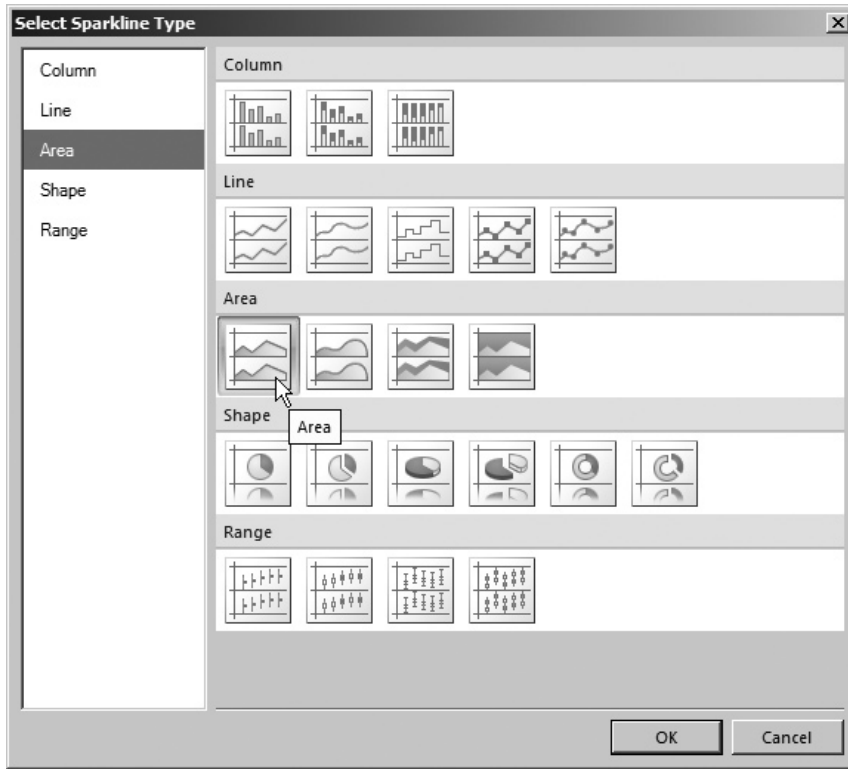 Select Sparkline Type
Column
Line
Area
Shape
Range
Column
Line
Area
Area
Shape
Range
OK
Cancel